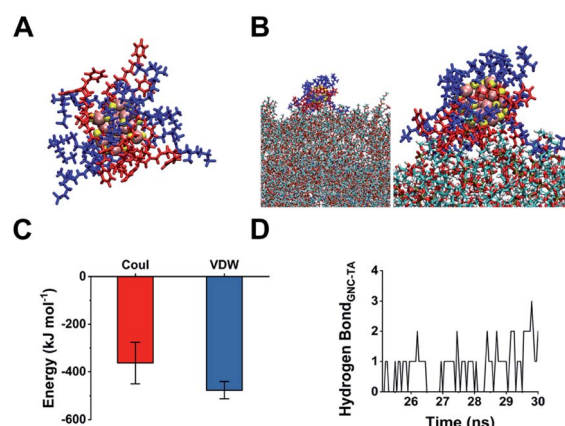 A
B
C
Coul
VDW
0
-200
-400
-600
Energy (kJ mol⁻¹)
D
4
3
2
1
0
Hydrogen Bond_GNC-TA
26 27 28 29 30
Time (ns)